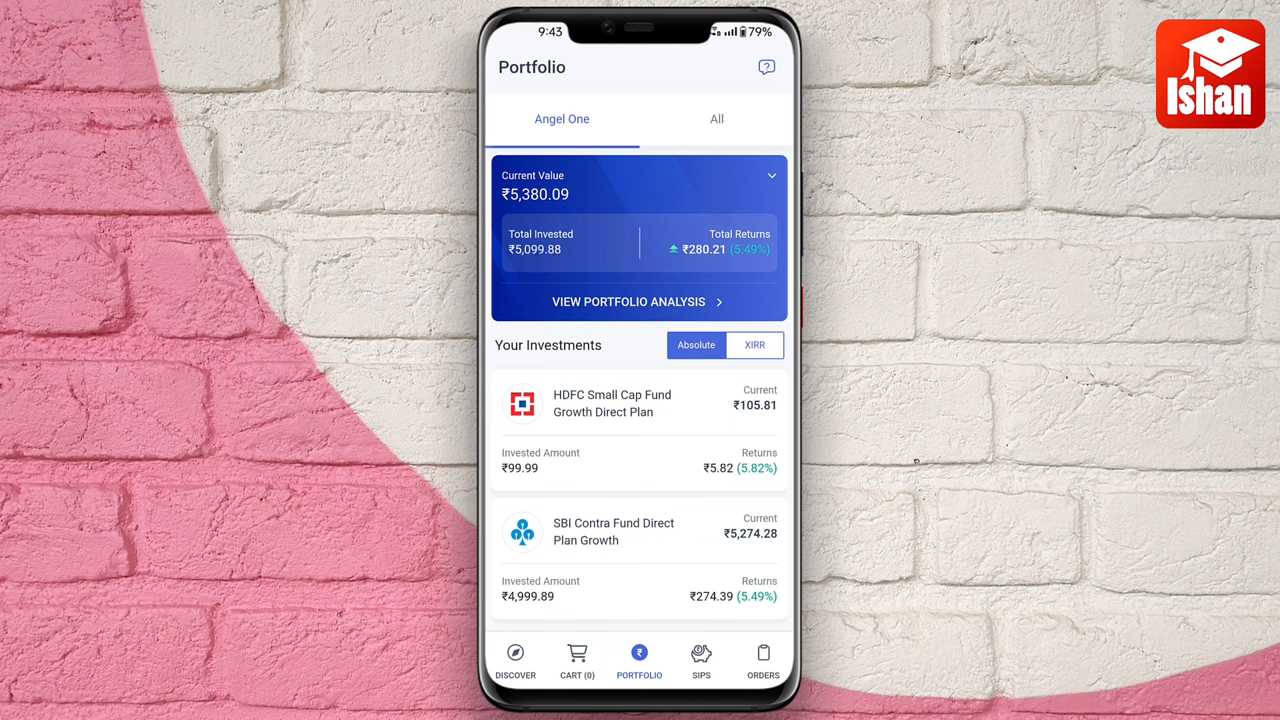 9:43
79%
Portfolio
Ishan
Angel One
All
Current Value
₹5,380.09
Total Invested
Total Returns
₹5,099.88
₹280.21 (5.49%)
VIEW PORTFOLIO ANALYSIS
Your Investments
Absolute
XIRR
HDFC Small Cap Fund
Growth Direct Plan
Current
₹105.81
Invested Amount
Returns
₹99.99
₹5.82 (5.82%)
SBI Contra Fund Direct
Plan Growth
Current
₹5,274.28
Invested Amount
Returns
₹4,999.89
₹274.39 (5.49%)
DISCOVER
CART (0)
PORTFOLIO
SIPS
ORDERS